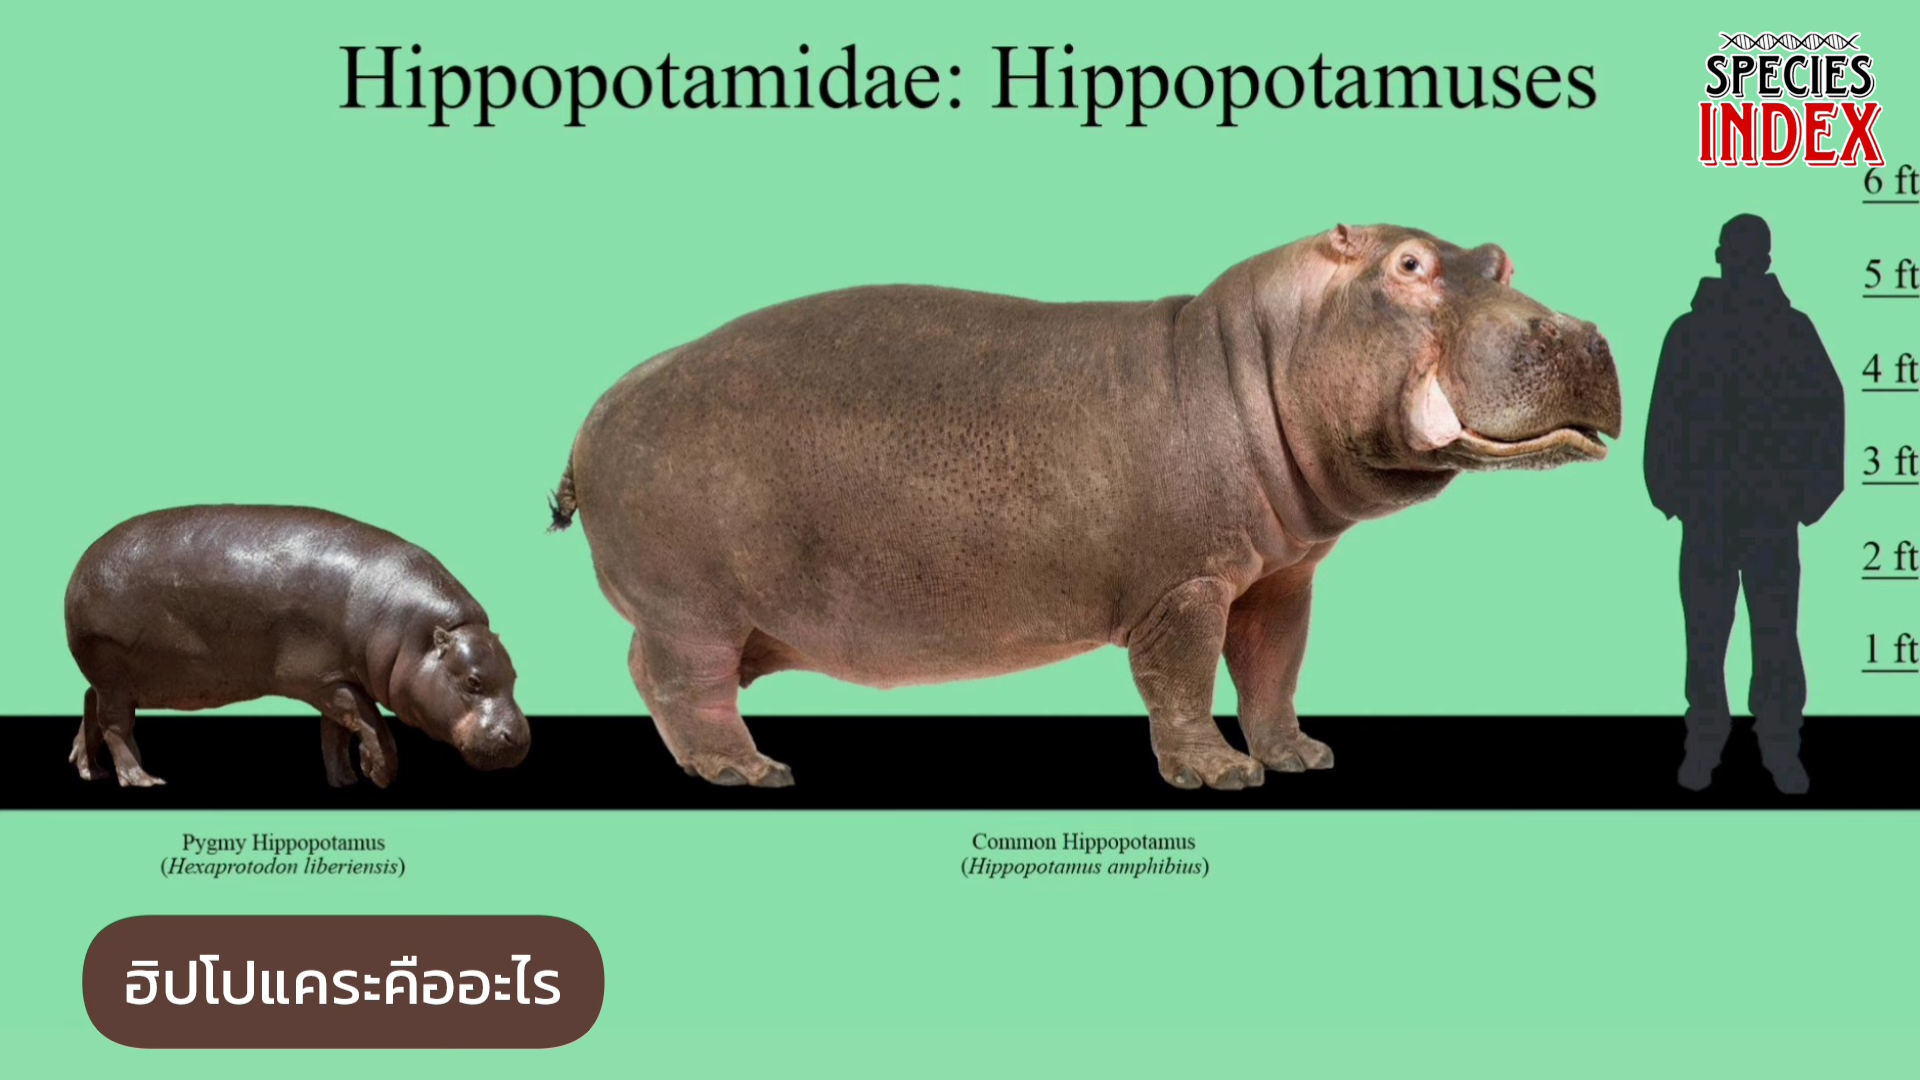 Hippopotamidae: Hippopotamuses
SPECIES
INDEX
6 ft
5 ft
4 ft
3 ft
2 ft
1 ft
Pygmy Hippopotamus
(Hexaprotodon liberiensis)
Common Hippopotamus
(Hippopotamus amphibius)
ฮิปโปแคระคืออะไร